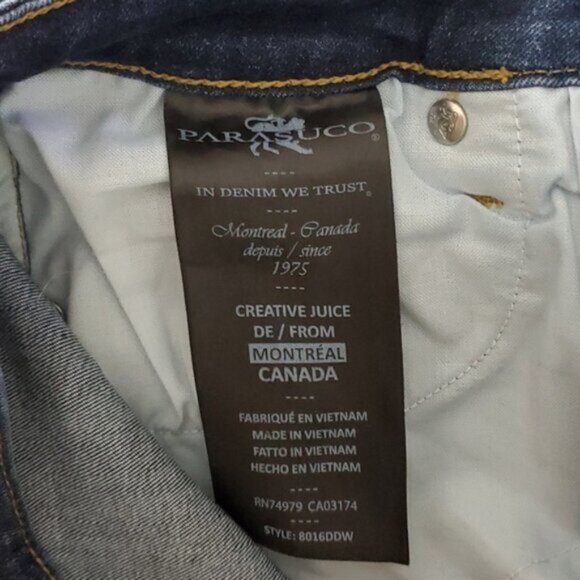 PARASUCO®
----
IN DENIM WE TRUST®
----
Montreal - Canada
depuis / since
1975
----
CREATIVE JUICE
DE / FROM
MONTRÉAL
CANADA
----
FABRIQUÉ EN VIETNAM
MADE IN VIETNAM
FATTO IN VIETNAM
HECHO EN VIETNAM
----
RN74979 CA03174
----
STYLE: 8016DDW